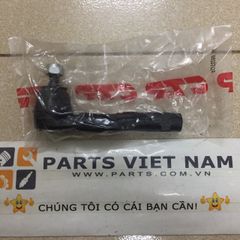 PARTS VIET NAM
WWW.PARTS.COM.VN
CHÚNG TÔI CÓ CÁI BẠN CẦN!